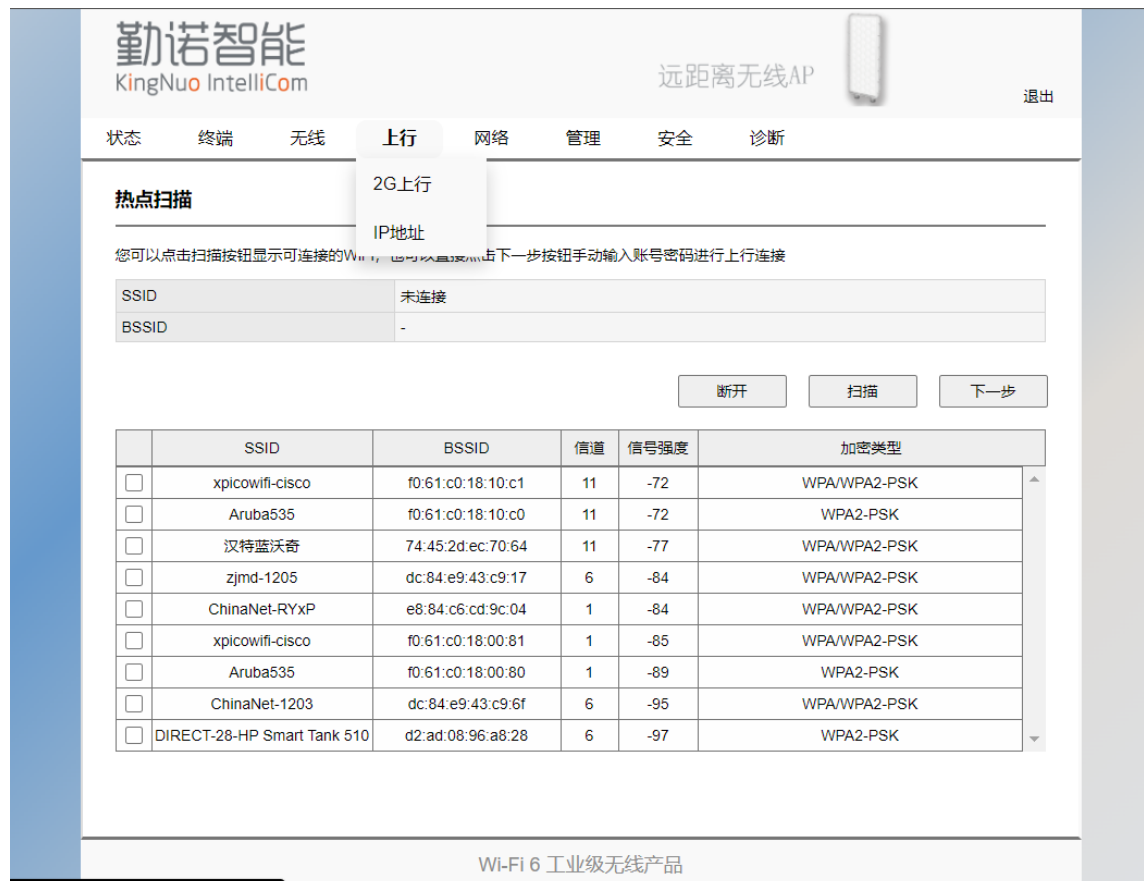 勤诺智能
KingNuo IntelliCom
远距离无线AP
退出
状态 终端 无线 上行 网络 管理 安全 诊断
2G上行
IP地址
热点扫描
您可以点击扫描按钮显示可连接的WiFi，也可以直接点击下一步按钮手动输入账号密码进行上行连接
SSID 未连接
BSSID -
断开 扫描 下一步
SSID BSSID 信道 信号强度 加密类型
xpicowifi-cisco f0:61:c0:18:10:c1 11 -72 WPA/WPA2-PSK
Aruba535 f0:61:c0:18:10:c0 11 -72 WPA2-PSK
汉特蓝沃奇 74:45:2d:ec:70:64 11 -77 WPA/WPA2-PSK
zjmd-1205 dc:84:e9:43:c9:17 6 -84 WPA/WPA2-PSK
ChinaNet-RYxP e8:84:c6:cd:9c:04 1 -84 WPA/WPA2-PSK
xpicowifi-cisco f0:61:c0:18:00:81 1 -85 WPA/WPA2-PSK
Aruba535 f0:61:c0:18:00:80 1 -89 WPA2-PSK
ChinaNet-1203 dc:84:e9:43:c9:6f 6 -95 WPA/WPA2-PSK
DIRECT-28-HP Smart Tank 510 d2:ad:08:96:a8:28 6 -97 WPA2-PSK
Wi-Fi 6 工业级无线产品